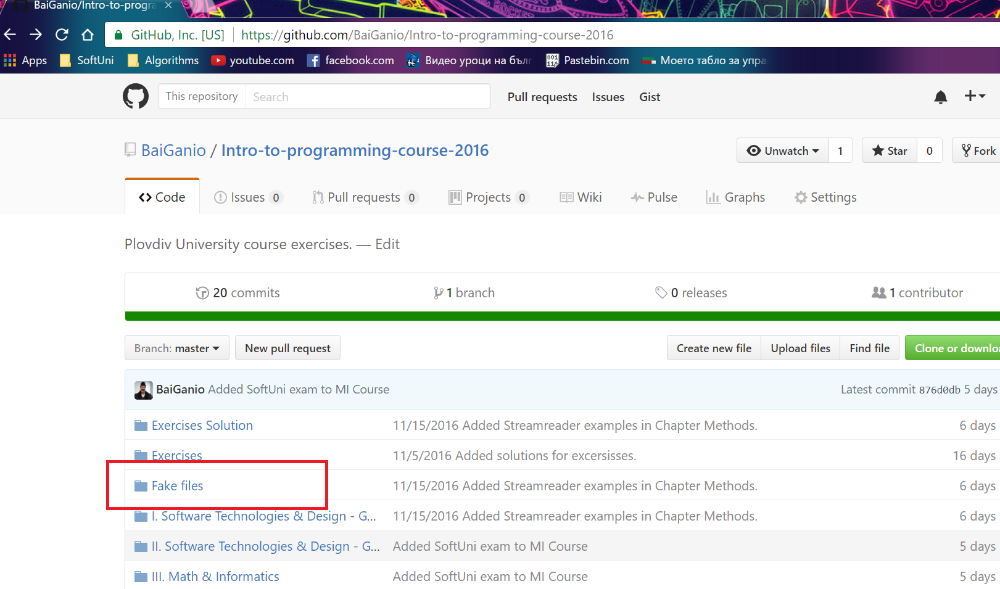 BaiGanio/Intro-to-progra
GitHub, Inc. [US] https://github.com/BaiGanio/Intro-to-programming-course-2016
Apps SoftUni Algorithms youtube.com facebook.com Видео уроци на бълг Pastebin.com Моето табло за упра
This repository Search Pull requests Issues Gist
BaiGanio / Intro-to-programming-course-2016 Unwatch 1 Star 0 Fork
Code Issues 0 Pull requests 0 Projects 0 Wiki Pulse Graphs Settings
Plovdiv University course exercises. — Edit
20 commits 1 branch 0 releases 1 contributor
Branch: master New pull request Create new file Upload files Find file Clone or downloa
BaiGanio Added SoftUni exam to MI Course Latest commit 876d0db 5 days
Exercises Solution 11/15/2016 Added Streamreader examples in Chapter Methods. 6 days
Exercises 11/5/2016 Added solutions for excersisses. 16 days
Fake files 11/15/2016 Added Streamreader examples in Chapter Methods. 6 days
I. Software Technologies & Design - G... 11/15/2016 Added Streamreader examples in Chapter Methods. 6 days
II. Software Technologies & Design - G... Added SoftUni exam to MI Course 5 days
III. Math & Informatics Added SoftUni exam to MI Course 5 days